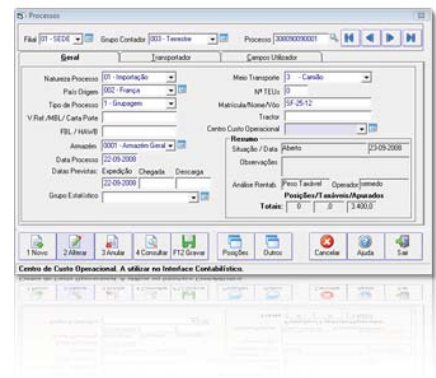 Processos
Filial 01 - SEDE Grupo Contador 003 - Terrestre Processo 308090090001
Geral Transportador Campos Utilizador
Natureza Processo 01 - Importação Meio Transporte 3 - Camião
País Origem 002 - França Nº TEUs 0
Tipo de Processo 1 - Grupagem Matrícula/Nome/Vôo SF-25-12
V.Ref./MBL/ Carta Porte Tractor
FBL / HAWB Centro Custo Operacional
Armazém 0001 - Armazém Geral Resumo
Data Processo 22-09-2008 Situação / Data Aberto 23-09-2008
Datas Previstas: Expedição Chegada Descarga Observações
22-09-2008
Grupo Estatístico Análise Rentab. Peso Taxável Operador semedo
Posições/Taxáveis/Apurados
Totais: 0 ,0 3.400,0
1 Novo 2 Alterar 3 Anular 4 Consultar F12 Gravar Posições Outros Cancelar Ajuda Sair
Centro de Custo Operacional. A utilizar no Interface Contabilístico.